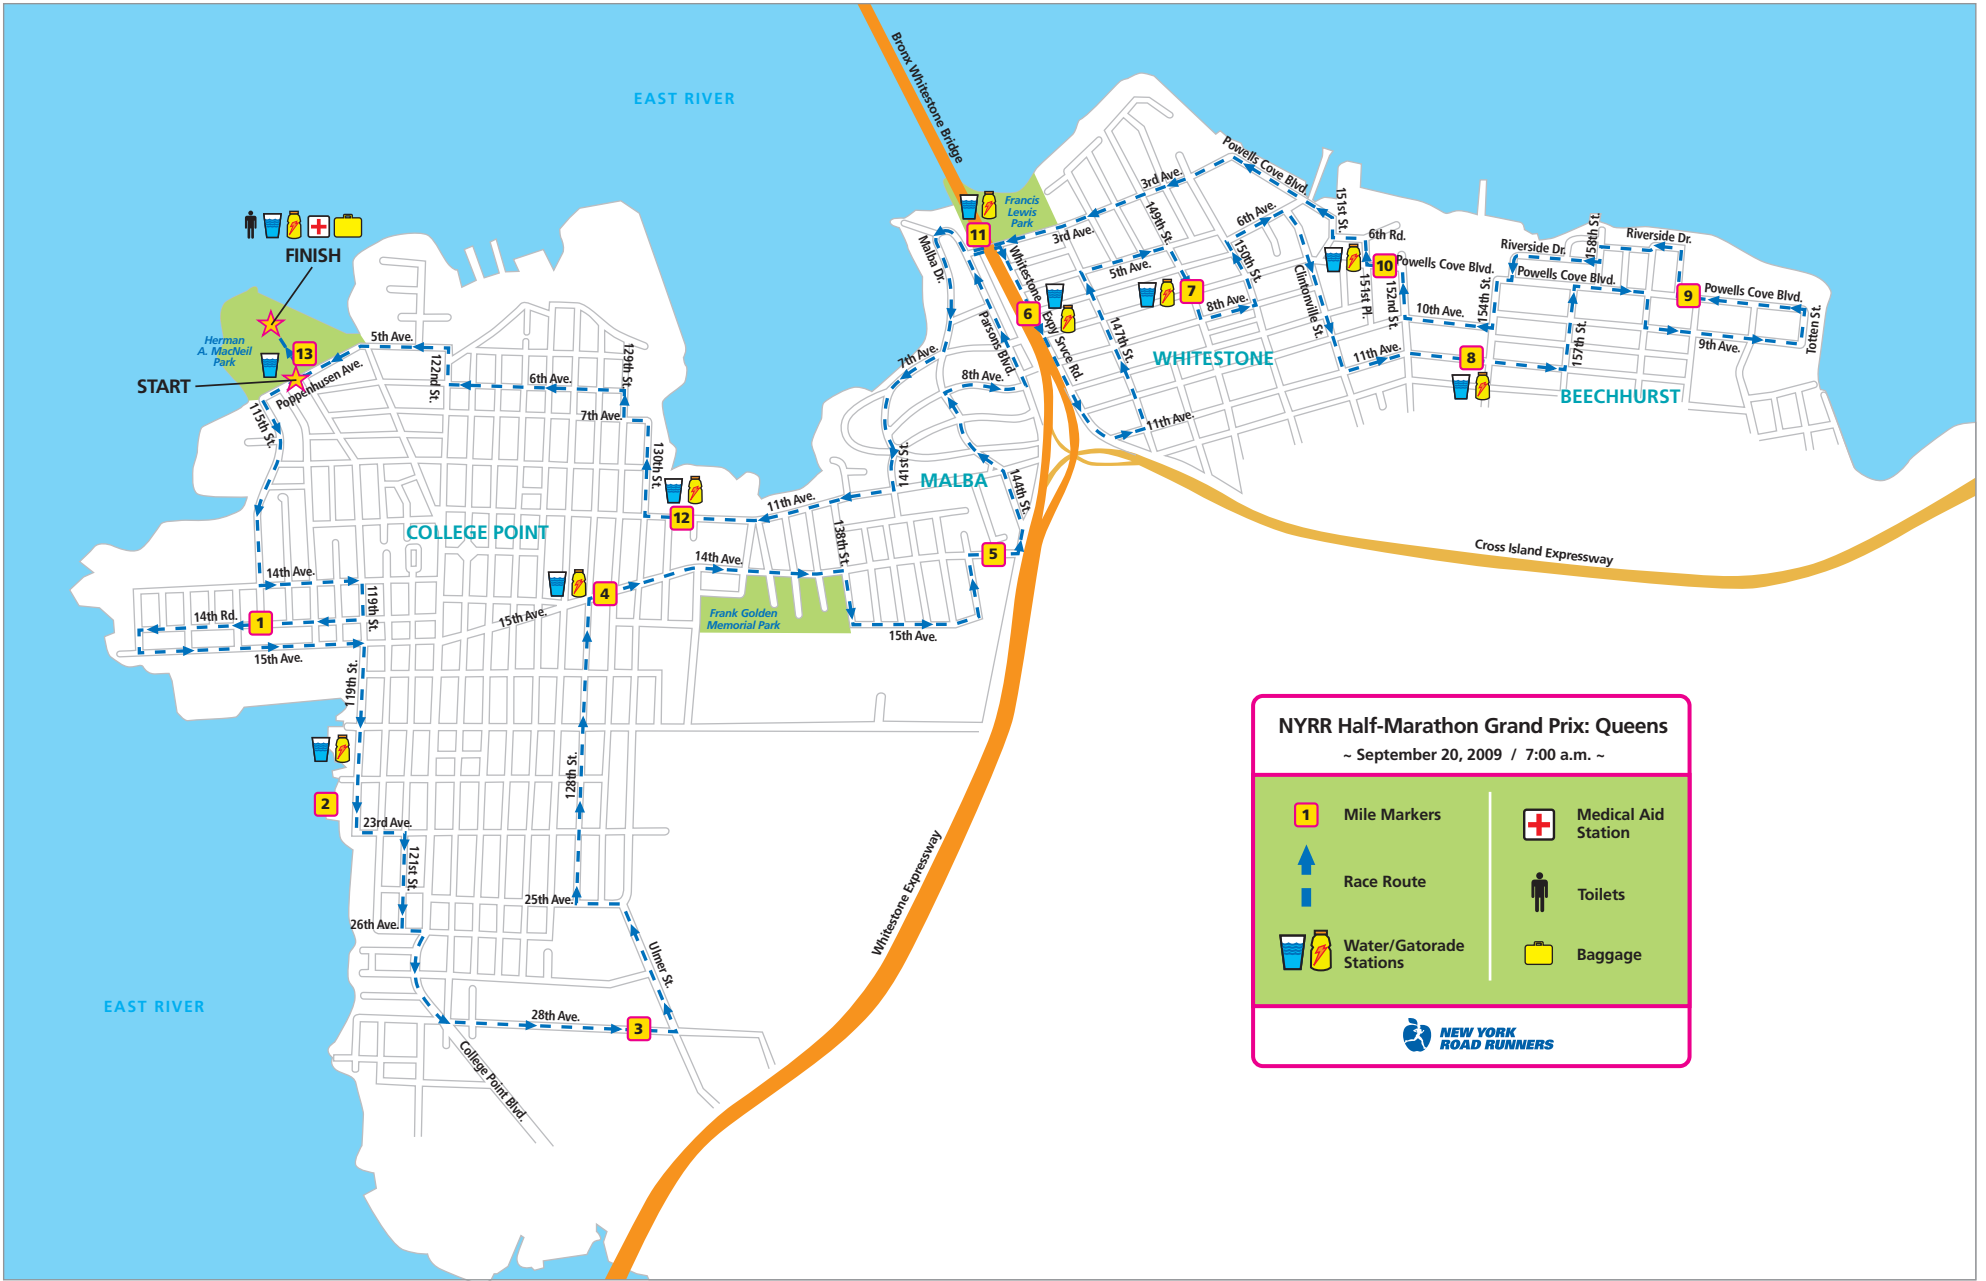 EAST RIVER
Bronx Whitestone Bridge
Powells Cove Blvd.
3rd Ave.
151st St.
Francis
Lewis
Park
149th St.
6th Ave.
158th St.
Riverside Dr.
Riverside Dr.
FINISH
Malba Dr.
11
3rd Ave.
6th Rd.
150th St.
Whitestone Expy Srvce Rd.
5th Ave.
10
Powells Cove Blvd.
Powells Cove Blvd.
Clintonville St.
151st Pl.
152nd St.
154th St.
7
9
Powells Cove Blvd.
8th Ave.
6
10th Ave.
Totten St.
Herman
A. MacNeil
Park
13
5th Ave.
122nd St.
129th St.
7th Ave.
Parsons Blvd.
147th St.
WHITESTONE
11th Ave.
8
157th St.
9th Ave.
START
Poppenhusen Ave.
6th Ave.
8th Ave.
BEECHHURST
115th St.
7th Ave.
11th Ave.
130th St.
141st St.
MALBA
144th St.
11th Ave.
12
138th St.
COLLEGE POINT
14th Ave.
5
Cross Island Expressway
14th Ave.
119th St.
4
14th Rd.
1
15th Ave.
Frank Golden
Memorial Park
15th Ave.
15th Ave.
119th St.
128th St.
2
23rd Ave.
121st St.
25th Ave.
26th Ave.
Ulmer St.
Whitestone Expressway
EAST RIVER
28th Ave.
3
College Point Blvd.
NYRR Half-Marathon Grand Prix: Queens
~ September 20, 2009 / 7:00 a.m. ~
1
Mile Markers
Race Route
Water/Gatorade
Stations
Medical Aid
Station
Toilets
Baggage
NEW YORK
ROAD RUNNERS